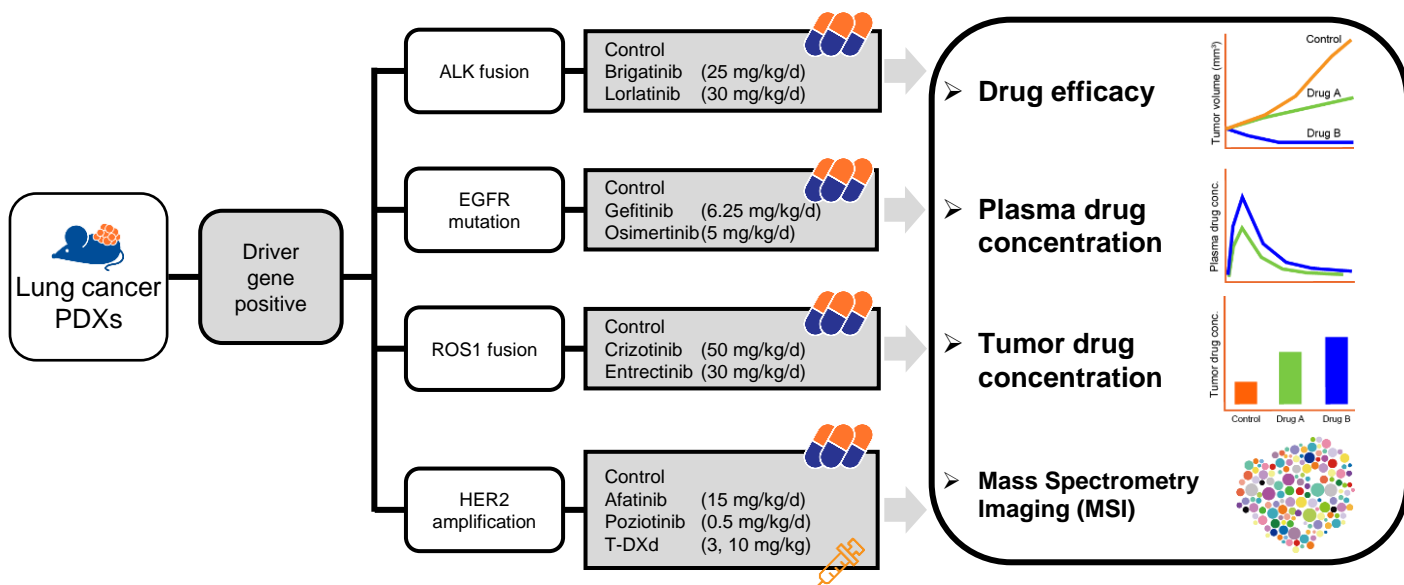 Lung cancer
PDXs
Driver
gene
positive
ALK fusion
Control
Brigatinib (25 mg/kg/d)
Lorlatinib (30 mg/kg/d)
EGFR
mutation
Control
Gefitinib (6.25 mg/kg/d)
Osimertinib (5 mg/kg/d)
ROS1 fusion
Control
Crizotinib (50 mg/kg/d)
Entrectinib (30 mg/kg/d)
HER2
amplification
Control
Afatinib (15 mg/kg/d)
Poziotinib (0.5 mg/kg/d)
T-DXd (3, 10 mg/kg)
➢ Drug efficacy
Tumor volume (mm³)
Control
Drug A
Drug B
➢ Plasma drug
concentration
Plasma drug conc.
➢ Tumor drug
concentration
Tumor drug conc.
Control Drug A Drug B
➢ Mass Spectrometry
Imaging (MSI)